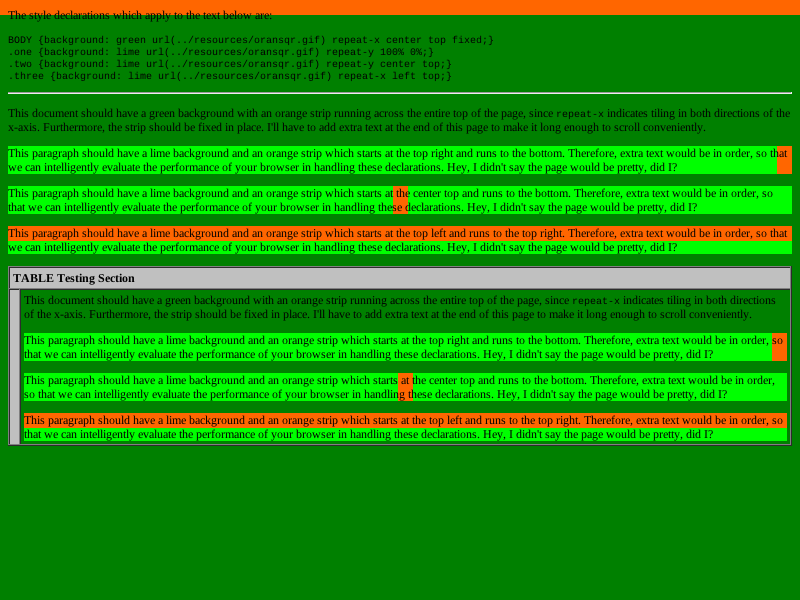 The style declarations which apply to the text below are:
BODY {background: green url(../resources/oransqr.gif) repeat-x center top fixed;}
.one {background: lime url(../resources/oransqr.gif) repeat-y 100% 0%;}
.two {background: lime url(../resources/oransqr.gif) repeat-y center top;}
.three {background: lime url(../resources/oransqr.gif) repeat-x left top;}
This document should have a green background with an orange strip running across the entire top of the page, since repeat-x indicates tiling in both directions of the
x-axis. Furthermore, the strip should be fixed in place. I'll have to add extra text at the end of this page to make it long enough to scroll conveniently.
This paragraph should have a lime background and an orange strip which starts at the top right and runs to the bottom. Therefore, extra text would be in order, so that
we can intelligently evaluate the performance of your browser in handling these declarations. Hey, I didn't say the page would be pretty, did I?
This paragraph should have a lime background and an orange strip which starts at the center top and runs to the bottom. Therefore, extra text would be in order, so
that we can intelligently evaluate the performance of your browser in handling these declarations. Hey, I didn't say the page would be pretty, did I?
This paragraph should have a lime background and an orange strip which starts at the top left and runs to the top right. Therefore, extra text would be in order, so that
we can intelligently evaluate the performance of your browser in handling these declarations. Hey, I didn't say the page would be pretty, did I?
TABLE Testing Section
This document should have a green background with an orange strip running across the entire top of the page, since repeat-x indicates tiling in both directions
of the x-axis. Furthermore, the strip should be fixed in place. I'll have to add extra text at the end of this page to make it long enough to scroll conveniently.
This paragraph should have a lime background and an orange strip which starts at the top right and runs to the bottom. Therefore, extra text would be in order, so
that we can intelligently evaluate the performance of your browser in handling these declarations. Hey, I didn't say the page would be pretty, did I?
This paragraph should have a lime background and an orange strip which starts at the center top and runs to the bottom. Therefore, extra text would be in order,
so that we can intelligently evaluate the performance of your browser in handling these declarations. Hey, I didn't say the page would be pretty, did I?
This paragraph should have a lime background and an orange strip which starts at the top left and runs to the top right. Therefore, extra text would be in order, so
that we can intelligently evaluate the performance of your browser in handling these declarations. Hey, I didn't say the page would be pretty, did I?